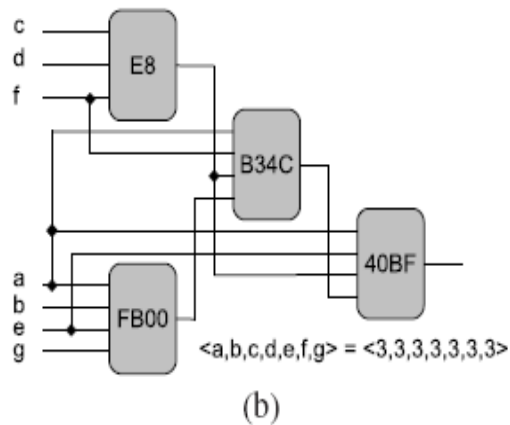 c
d
f
E8
B34C
40BF
a
b
e
g
FB00
<a,b,c,d,e,f,g> = <3,3,3,3,3,3,3>
(b)